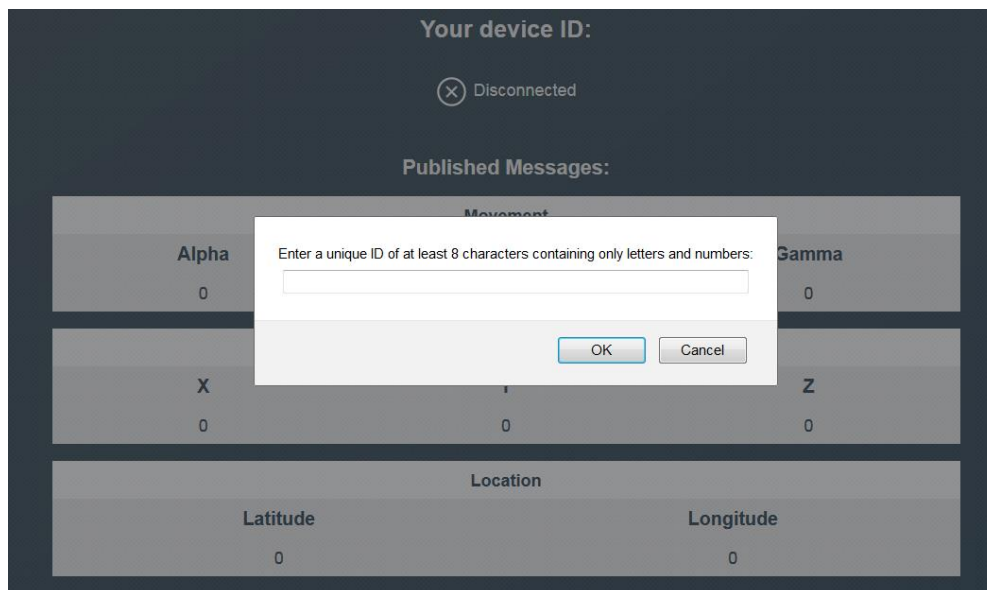 Your device ID:
Disconnected
Published Messages:
Movement
Alpha Gamma
0 0
Enter a unique ID of at least 8 characters containing only letters and numbers:
OK Cancel
X Z
0 0 0
Location
Latitude Longitude
0 0